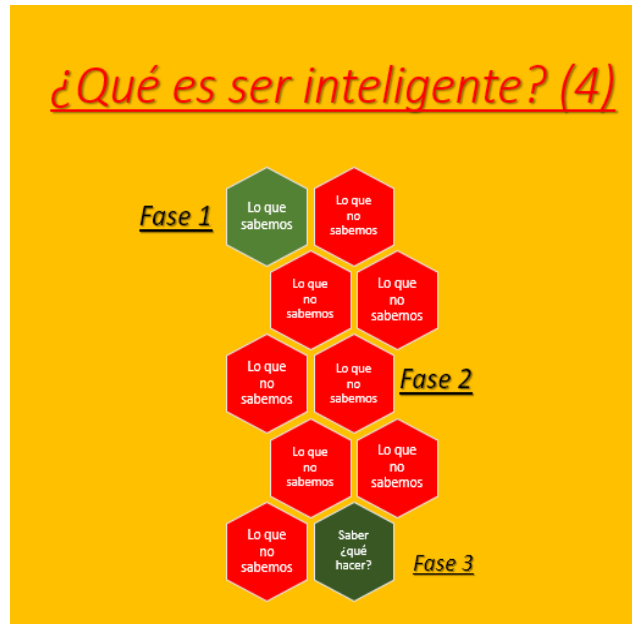 ¿Qué es ser inteligente? (4)
Fase 1
Lo que
sabemos
Lo que
no
sabemos
Lo que
no
sabemos
Lo que
no
sabemos
Lo que
no
sabemos
Lo que
no
sabemos
Fase 2
Lo que
no
sabemos
Lo que
no
sabemos
Lo que
no
sabemos
Saber
¿qué
hacer?
Fase 3